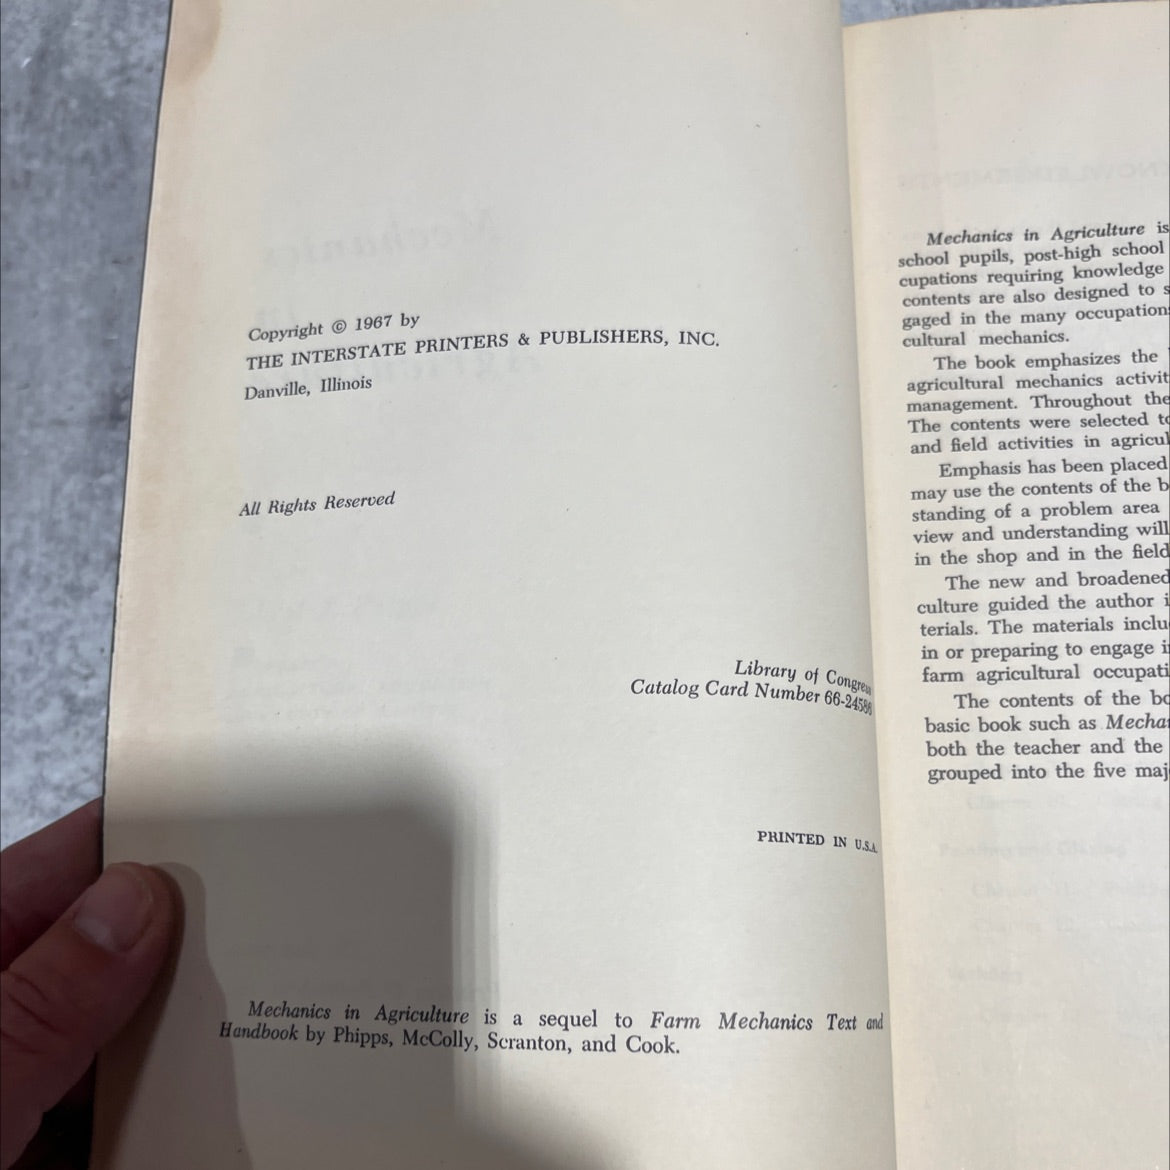 Copyright © 1967 by
THE INTERSTATE PRINTERS & PUBLISHERS, INC.
Danville, Illinois
All Rights Reserved
Library of Congress
Catalog Card Number 66-24586
PRINTED IN U.S.A.
Mechanics in Agriculture is a sequel to Farm Mechanics Text and
Handbook by Phipps, McColly, Scranton, and Cook.
Mechanics in Agriculture is
school pupils, post-high school
cupations requiring knowledge
contents are also designed to s
gaged in the many occupation
cultural mechanics.
The book emphasizes the
agricultural mechanics activit
management. Throughout the
The contents were selected to
and field activities in agricul
Emphasis has been placed
may use the contents of the b
standing of a problem area
view and understanding will
in the shop and in the field
The new and broadened
culture guided the author i
terials. The materials inclu
in or preparing to engage i
farm agricultural occupati
The contents of the bo
basic book such as Mecha
both the teacher and the
grouped into the five maj